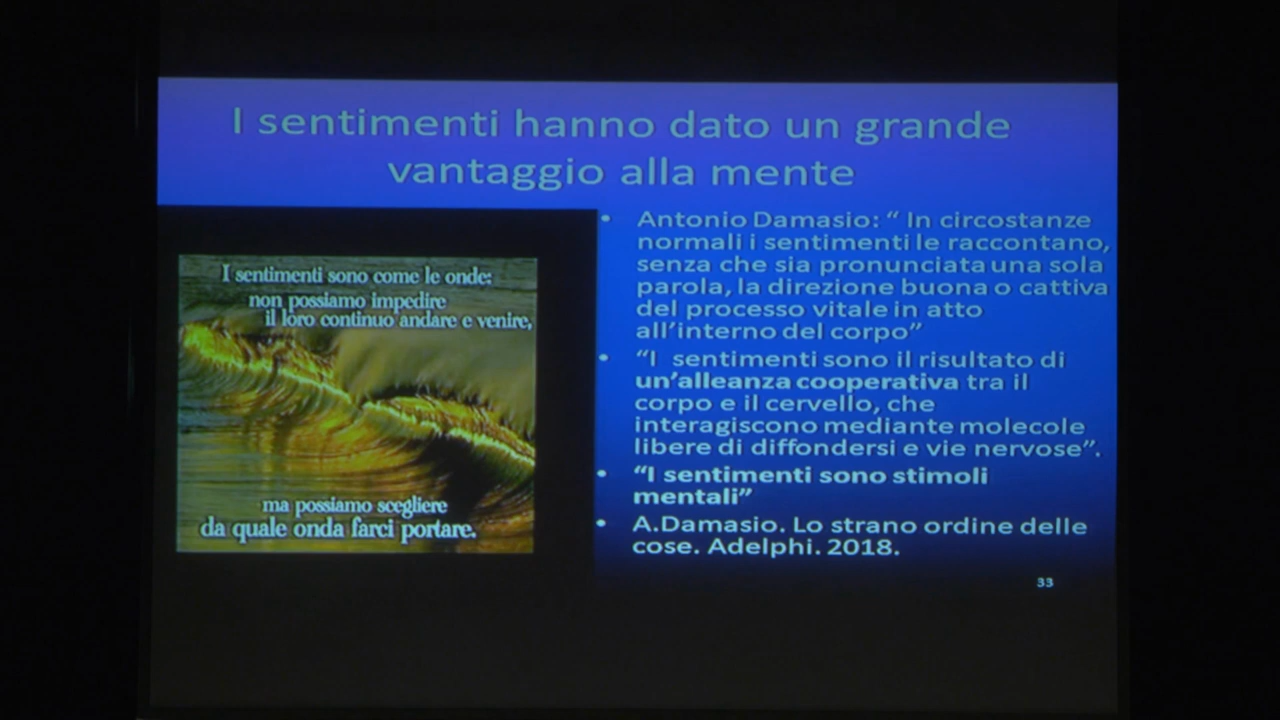 I sentimenti hanno dato un grande
vantaggio alla mente
I sentimenti sono come le onde:
non possiamo impedire
il loro continuo andare e venire,
ma possiamo scegliere
da quale onda farci portare.
• Antonio Damasio: “ In circostanze
normali i sentimenti le raccontano,
senza che sia pronunciata una sola
parola, la direzione buona o cattiva
del processo vitale in atto
all’interno del corpo”
• “I sentimenti sono il risultato di
un’alleanza cooperativa tra il
corpo e il cervello, che
interagiscono mediante molecole
libere di diffondersi e vie nervose”.
• “I sentimenti sono stimoli
mentali”
• A.Damasio. Lo strano ordine delle
cose. Adelphi. 2018.
33